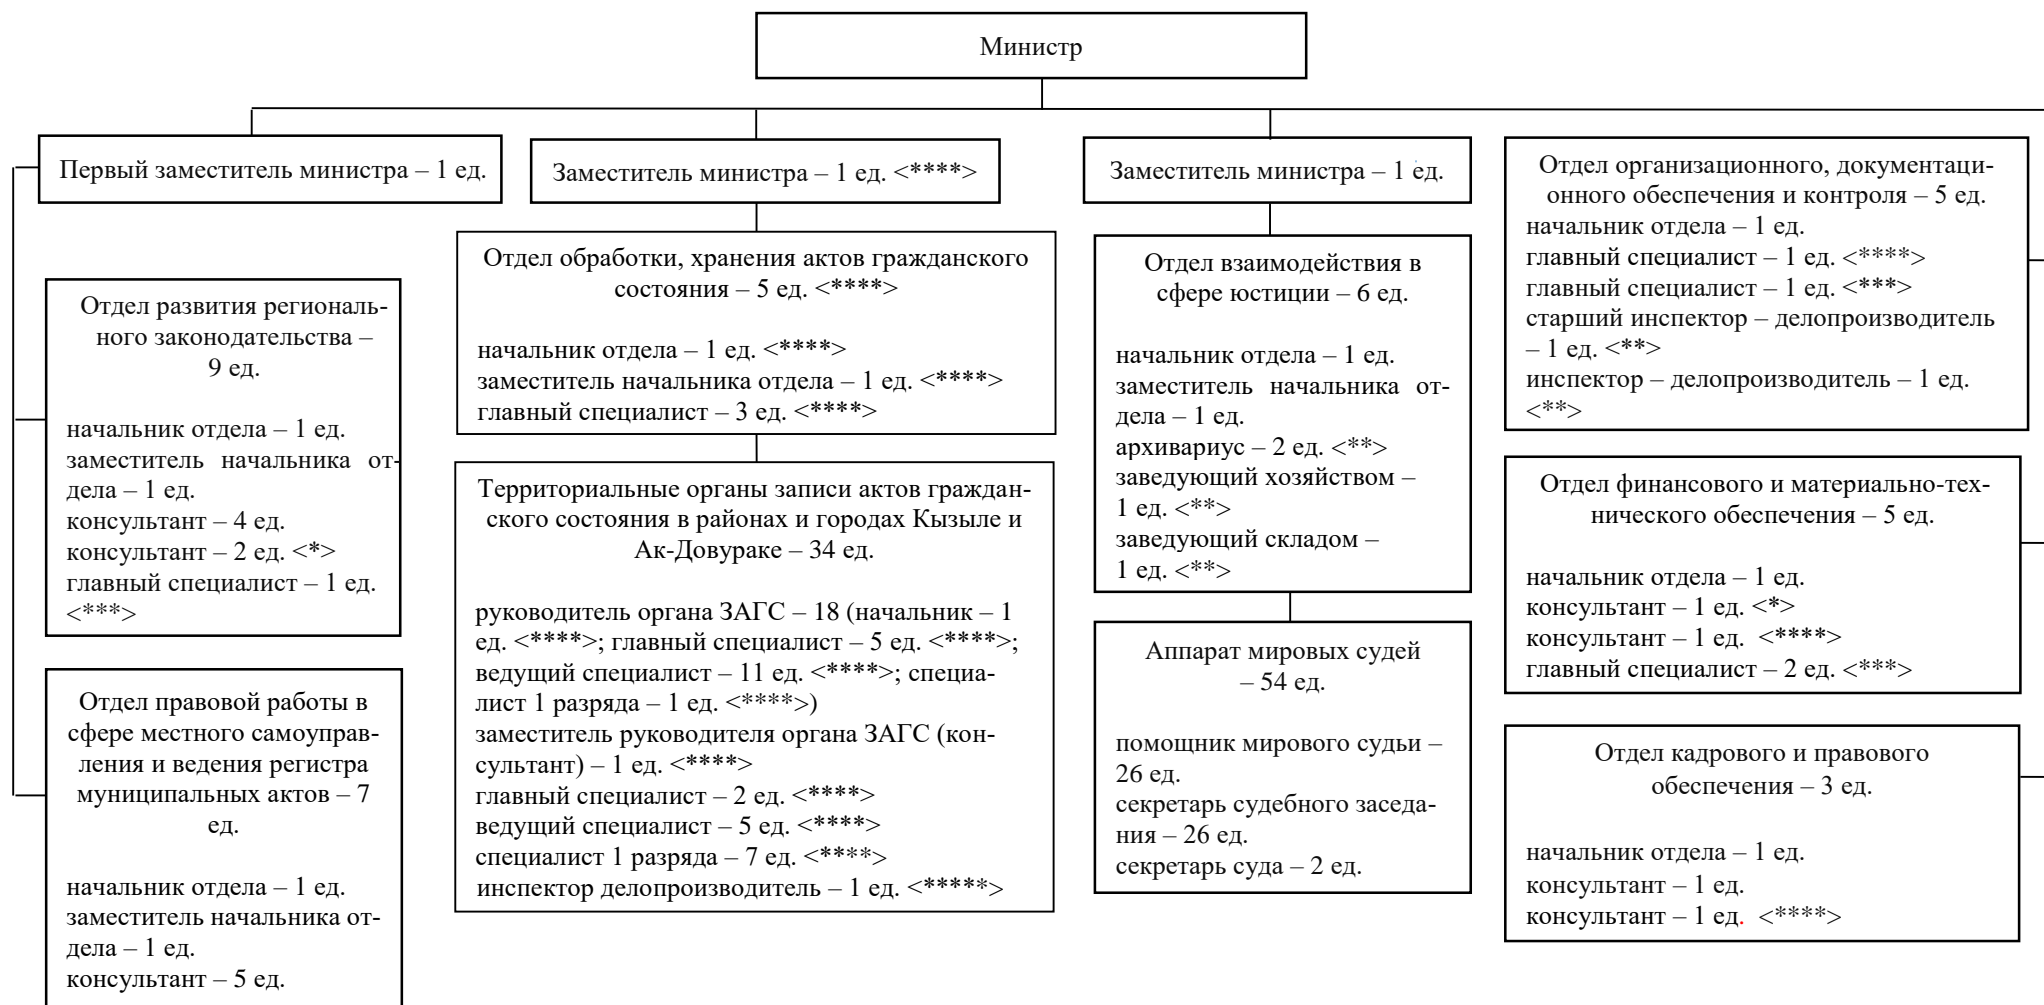 Министр
Первый заместитель министра – 1 ед.
Отдел развития региональ-
ного законодательства –
9 ед.
начальник отдела – 1 ед.
заместитель начальника от-
дела – 1 ед.
консультант – 4 ед.
консультант – 2 ед. <*>
главный специалист – 1 ед.
<***>
Отдел правовой работы в
сфере местного самоуправ-
ления и ведения регистра
муниципальных актов – 7
ед.
начальник отдела – 1 ед.
заместитель начальника от-
дела – 1 ед.
консультант – 5 ед.
Заместитель министра – 1 ед. <****>
Отдел обработки, хранения актов гражданского
состояния – 5 ед. <****>
начальник отдела – 1 ед. <****>
заместитель начальника отдела – 1 ед. <****>
главный специалист – 3 ед. <****>
Территориальные органы записи актов граждан-
ского состояния в районах и городах Кызыле и
Ак-Довураке – 34 ед.
руководитель органа ЗАГС – 18 (начальник – 1
ед. <****>; главный специалист – 5 ед. <****>;
ведущий специалист – 11 ед. <****>; специа-
лист 1 разряда – 1 ед. <****>)
заместитель руководителя органа ЗАГС (кон-
сультант) – 1 ед. <****>
главный специалист – 2 ед. <****>
ведущий специалист – 5 ед. <****>
специалист 1 разряда – 7 ед. <****>
инспектор делопроизводитель – 1 ед. <*****>
Заместитель министра – 1 ед.
Отдел взаимодействия в
сфере юстиции – 6 ед.
начальник отдела – 1 ед.
заместитель начальника от-
дела – 1 ед.
архивариус – 2 ед. <**>
заведующий хозяйством –
1 ед. <**>
заведующий складом –
1 ед. <**>
Аппарат мировых судей
– 54 ед.
помощник мирового судьи –
26 ед.
секретарь судебного заседа-
ния – 26 ед.
секретарь суда – 2 ед.
Отдел организационного, документаци-
онного обеспечения и контроля – 5 ед.
начальник отдела – 1 ед.
главный специалист – 1 ед. <****>
главный специалист – 1 ед. <***>
старший инспектор – делопроизводитель
– 1 ед. <**>
инспектор – делопроизводитель – 1 ед.
<**>
Отдел финансового и материально-тех-
нического обеспечения – 5 ед.
начальник отдела – 1 ед.
консультант – 1 ед. <*>
консультант – 1 ед. <****>
главный специалист – 2 ед. <***>
Отдел кадрового и правового
обеспечения – 3 ед.
начальник отдела – 1 ед.
консультант – 1 ед.
консультант – 1 ед. <****>